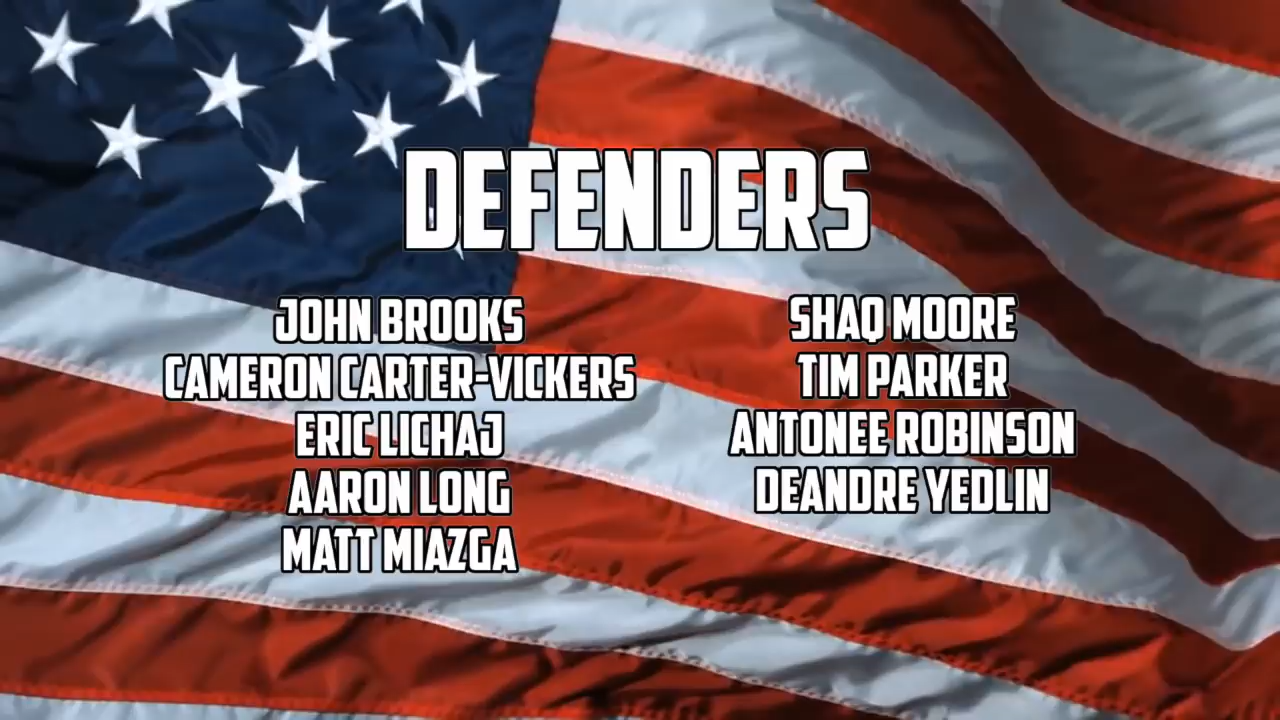 DEFENDERS
JOHN BROOKS
CAMERON CARTER-VICKERS
ERIC LICHAJ
AARON LONG
MATT MIAZGA
SHAQ MOORE
TIM PARKER
ANTONEE ROBINSON
DEANDRE YEDLIN